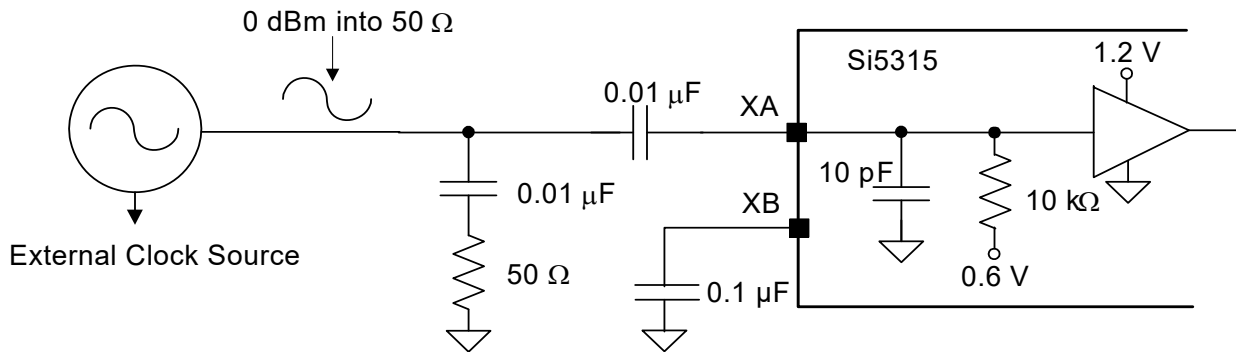 0 dBm into 50 Ω
Si5315
1.2 V
0.01 μF
XA
0.01 μF
10 pF
10 kΩ
XB
External Clock Source
50 Ω
0.1 µF
0.6 V